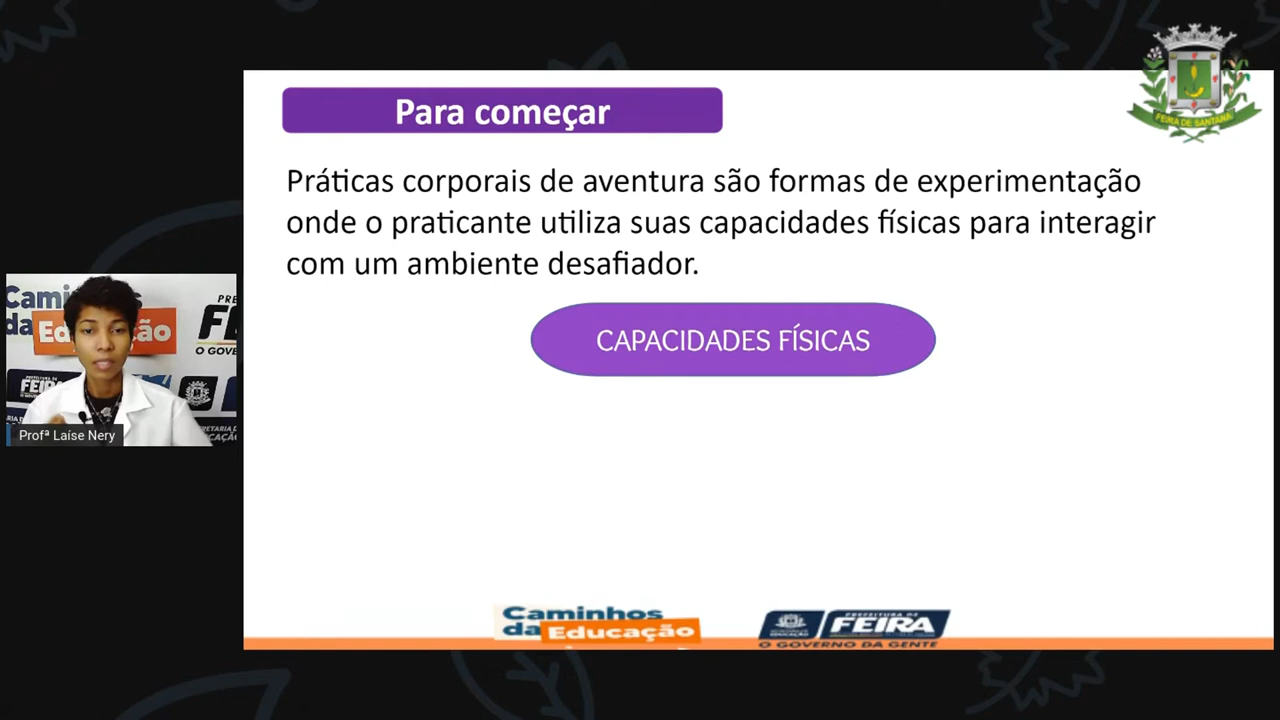 FEIRA DE SANTANA
Para começar
Práticas corporais de aventura são formas de experimentação
onde o praticante utiliza suas capacidades físicas para interagir
com um ambiente desafiador.
CAPACIDADES FÍSICAS
Profª Laíse Nery
Caminhos
da Educação
PREFEITURA DE
FEIRA
O GOVERNO DA GENTE